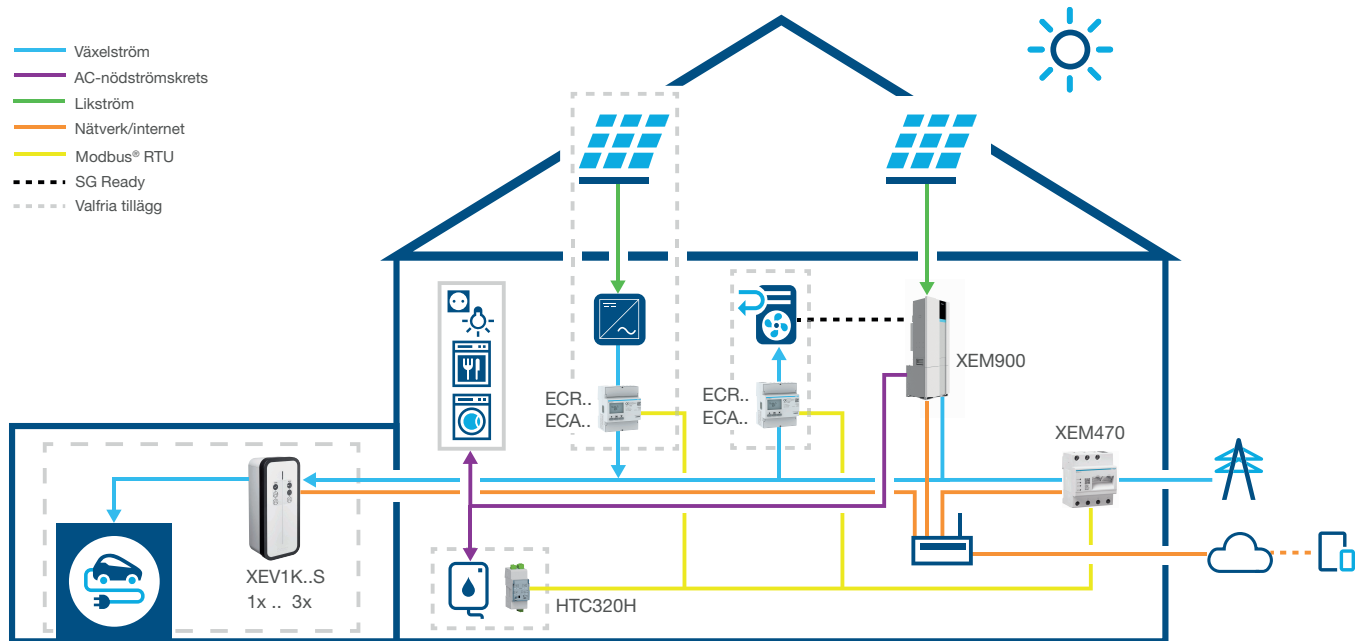 Växelström
AC-nödströmskrets
Likström
Nätverk/internet
Modbus® RTU
SG Ready
Valfria tillägg
XEM900
ECR..
ECA..
ECR..
ECA..
XEM470
XEV1K..S
1x .. 3x
HTC320H